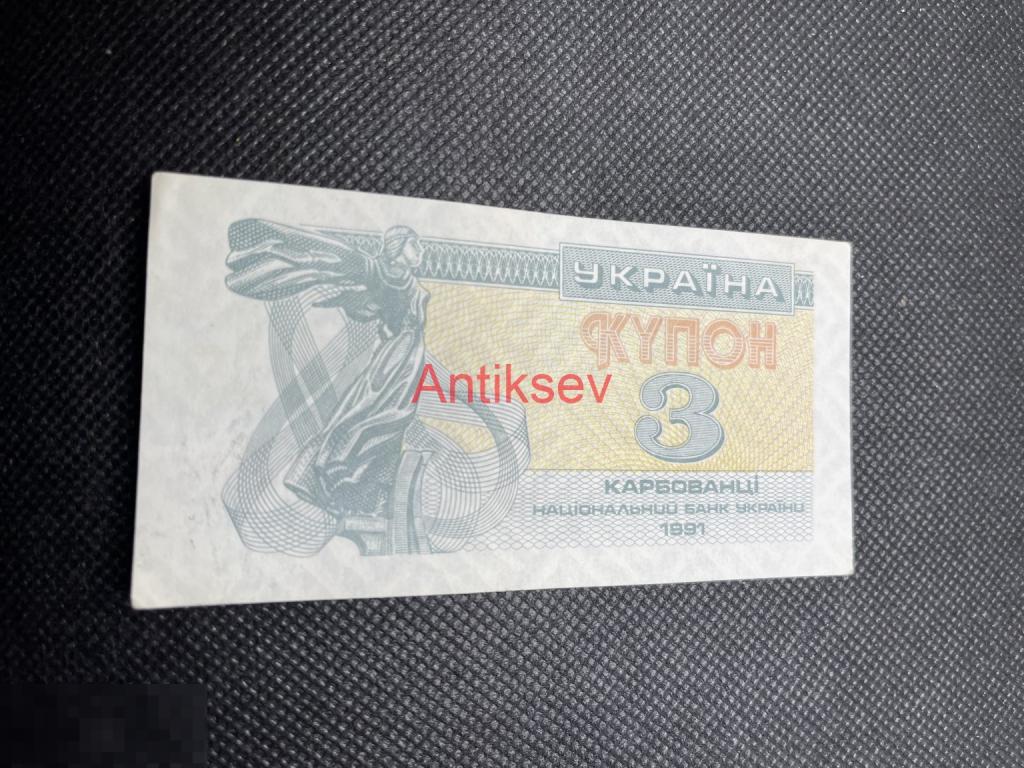 УКРАЇНА
КУПОН
Antiksev
3
КАРБОВАНЦІ
НАЦІОНАЛЬНИЙ БАНК УКРАЇНИ
1991